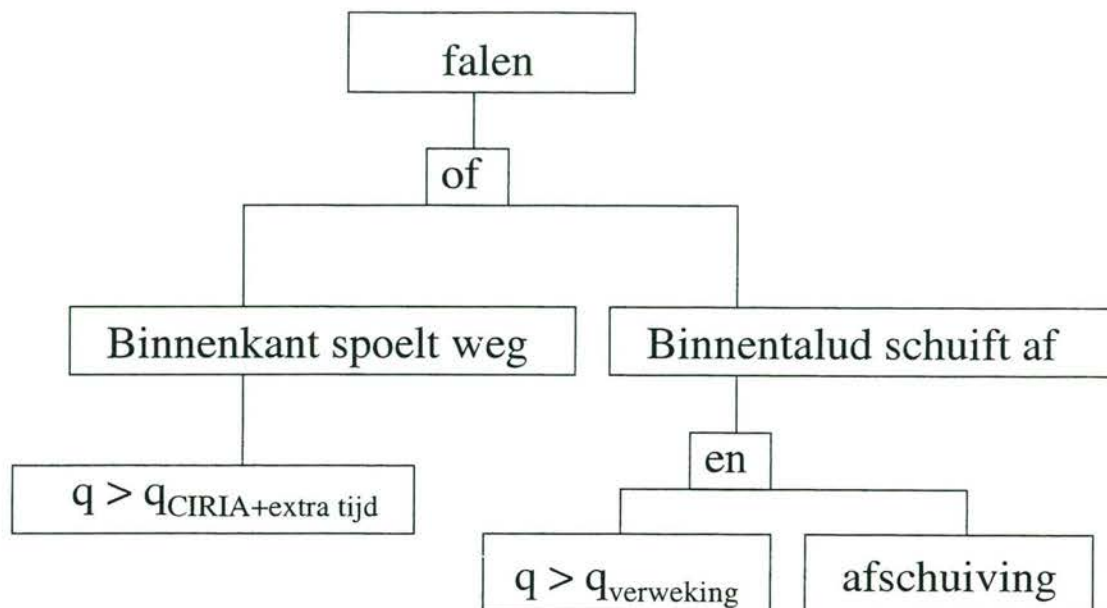 falen
of
Binnenkant spoelt weg
Binnentalud schuift af
en
q > qCIRIA+extra tijd
q > qverweking
afschuiving